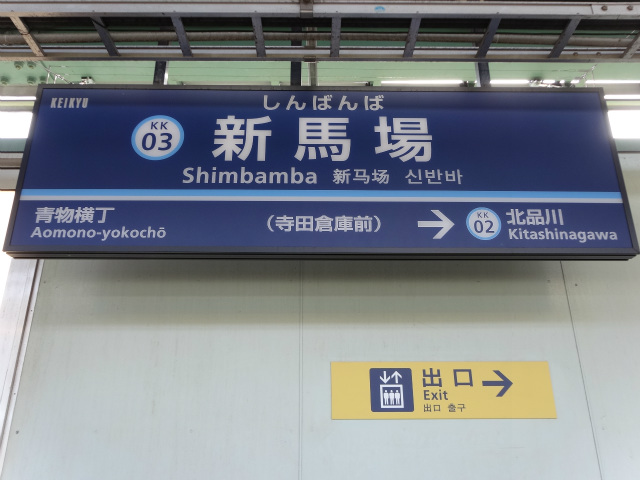 KEIKYU
しんばんば
KK
03
新馬場
Shimbamba 新马场 신반바
青物横丁
Aomono-yokochō
（寺田倉庫前）
→
KK
02
北品川
Kitashinagawa
出口 →
Exit
出口 출구